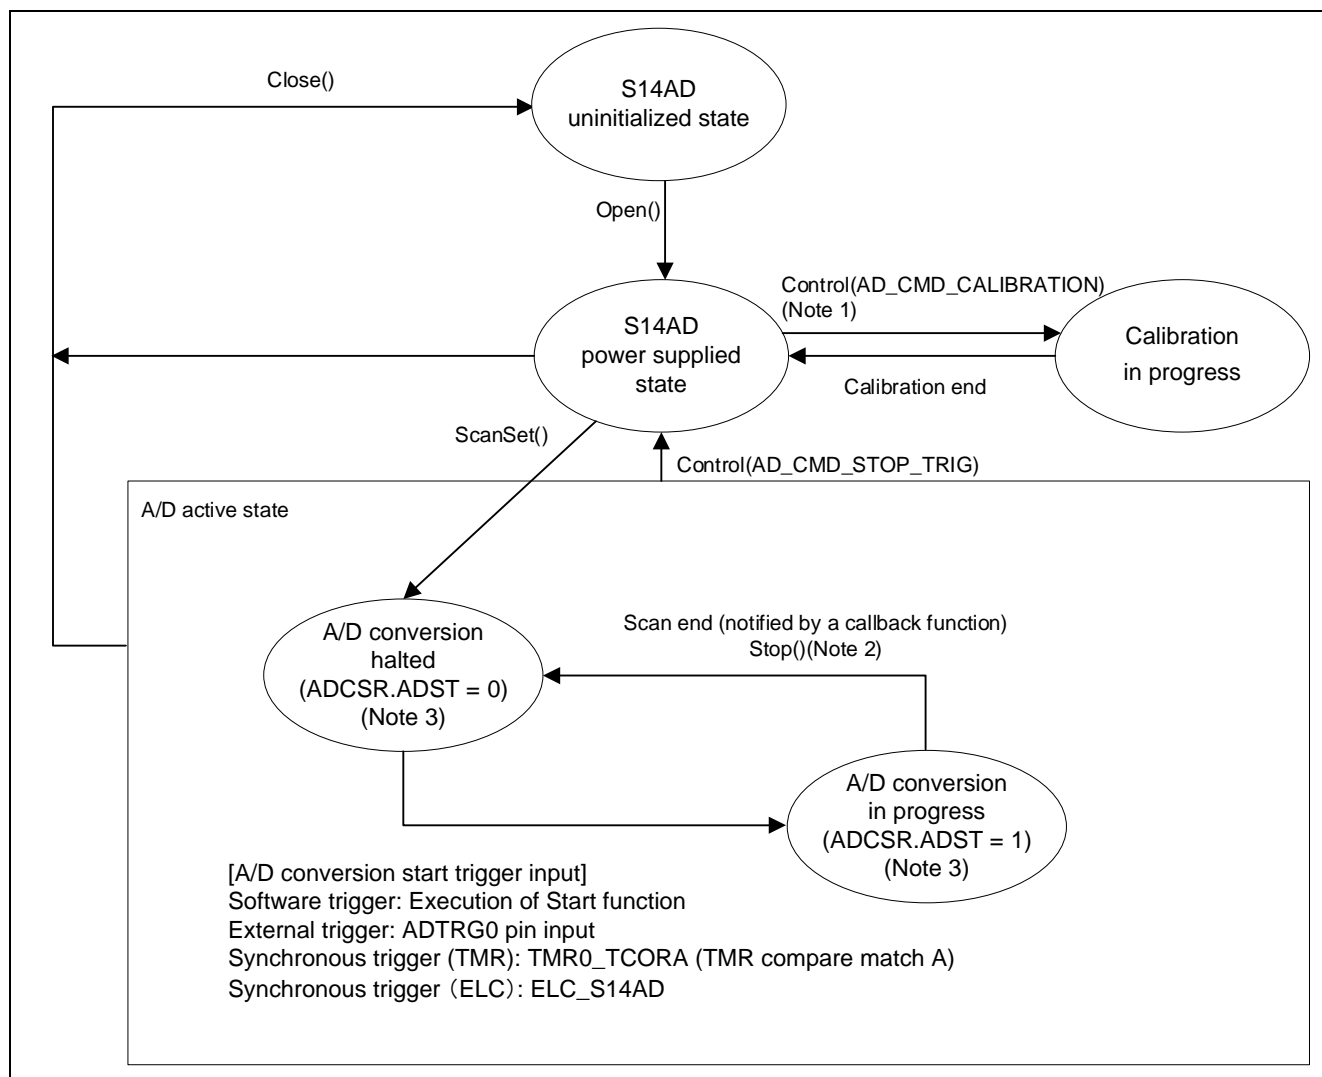 Close()
S14AD
uninitialized state
Open()
Control(AD_CMD_CALIBRATION)
(Note 1)
S14AD
power supplied
state
Calibration
in progress
Calibration end
ScanSet()
Control(AD_CMD_STOP_TRIG)
A/D active state
A/D conversion
halted
(ADCSR.ADST = 0)
(Note 3)
Scan end (notified by a callback function)
Stop()(Note 2)
A/D conversion
in progress
(ADCSR.ADST = 1)
(Note 3)
[A/D conversion start trigger input]
Software trigger: Execution of Start function
External trigger: ADTRG0 pin input
Synchronous trigger (TMR): TMR0_TCORA (TMR compare match A)
Synchronous trigger（ELC）: ELC_S14AD